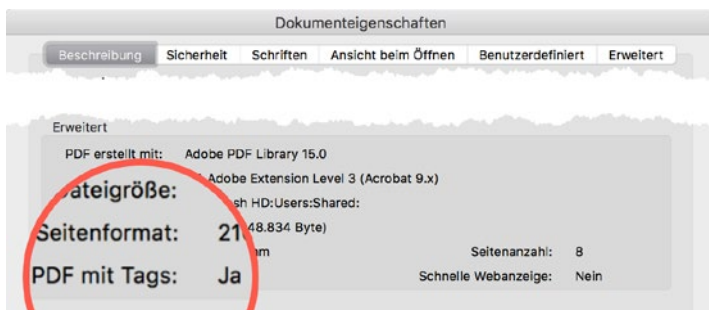 Dokumenteigenschaften
Beschreibung Sicherheit Schriften Ansicht beim Öffnen Benutzerdefiniert Erweitert
Erweitert
PDF erstellt mit: Adobe PDF Library 15.0
Adobe Extension Level 3 (Acrobat 9.x)
Dateigröße: HD:Users:Shared:
Seitenformat: 48.834 Byte)
Seitenanzahl: 8
PDF mit Tags: Ja Schnelle Webanzeige: Nein